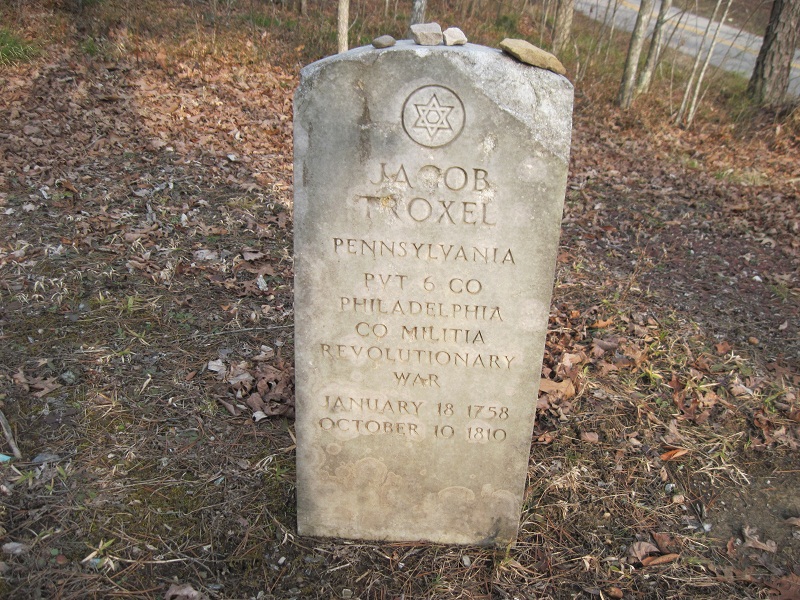 JACOB
TROXEL
PENNSYLVANIA
PVT 6 CO
PHILADELPHIA
CO MILITIA
REVOLUTIONARY
WAR
JANUARY 18 1758
OCTOBER 10 1810